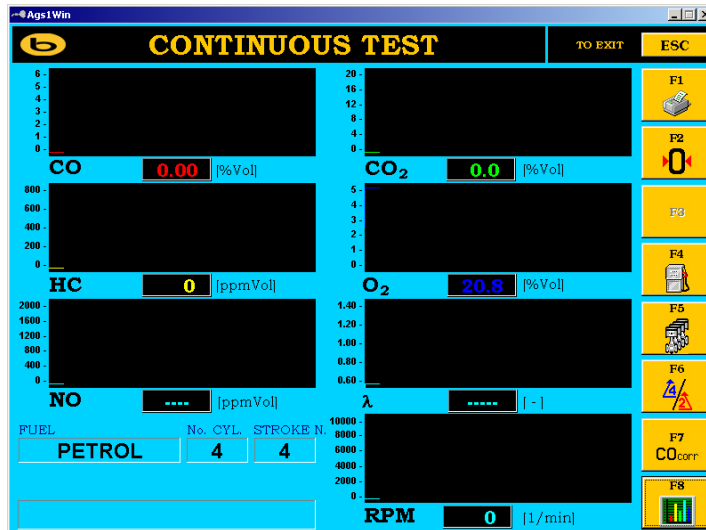 Ags1Win
b CONTINUOUS TEST TO EXIT ESC
6
5
4
3
2
1
0
CO 0.00 [%Vol]
20
16
12
8
4
0
CO2 0.0 [%Vol]
800
600
400
200
0
HC 0 [ppmVol]
5
4
3
2
1
0
O2 20.8 [%Vol]
2000
1600
1200
800
400
0
NO ---- [ppmVol]
1.40
1.20
1.00
0.80
0.60
λ ----- [-]
FUEL No. CYL. STROKE N.
PETROL 4 4
10000
8000
6000
4000
2000
0
RPM 0 [1/min]
F1
F2
0
F3
F4
F5
F6
4/2
F7
COcorr
F8